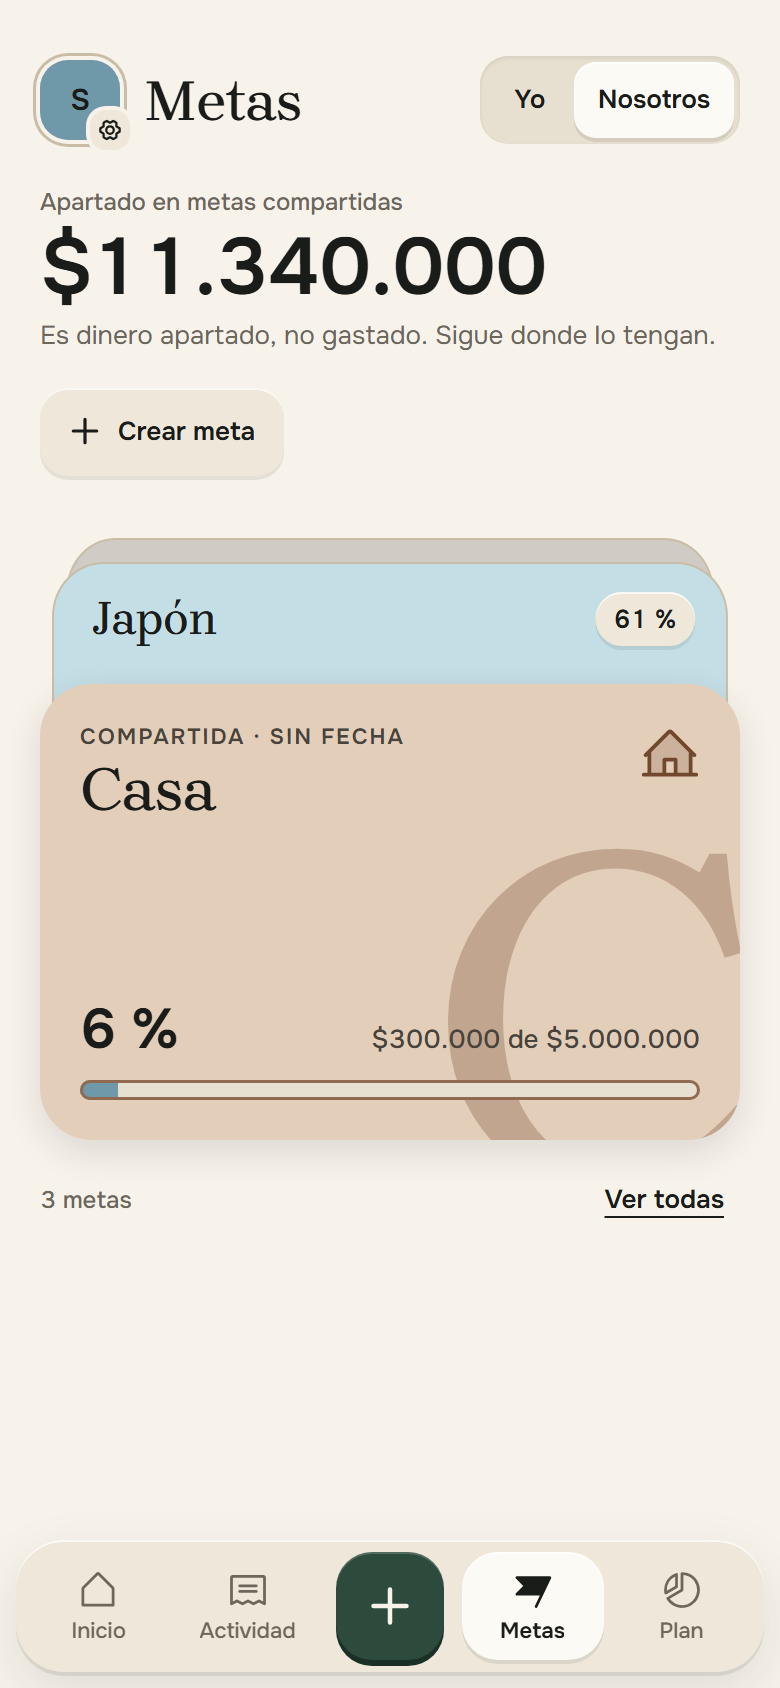 S
Metas
Yo
Nosotros
Apartado en metas compartidas
$11.340.000
Es dinero apartado, no gastado. Sigue donde lo tengan.
Crear meta
Japón
61 %
COMPARTIDA · SIN FECHA
Casa
C
6 %
$300.000 de $5.000.000
3 metas
Ver todas
Inicio
Actividad
Metas
Plan